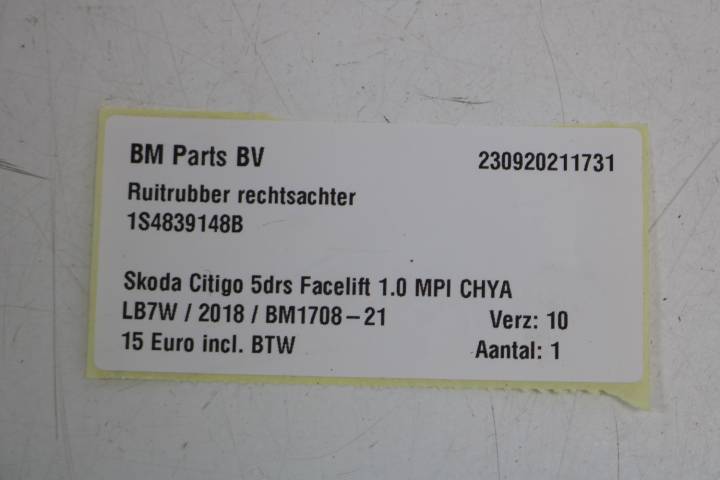 BM Parts BV 230920211731
Ruitrubber rechtsachter
1S4839148B
Skoda Citigo 5drs Facelift 1.0 MPI CHYA
LB7W / 2018 / BM1708-21 Verz: 10
15 Euro incl. BTW Aantal: 1